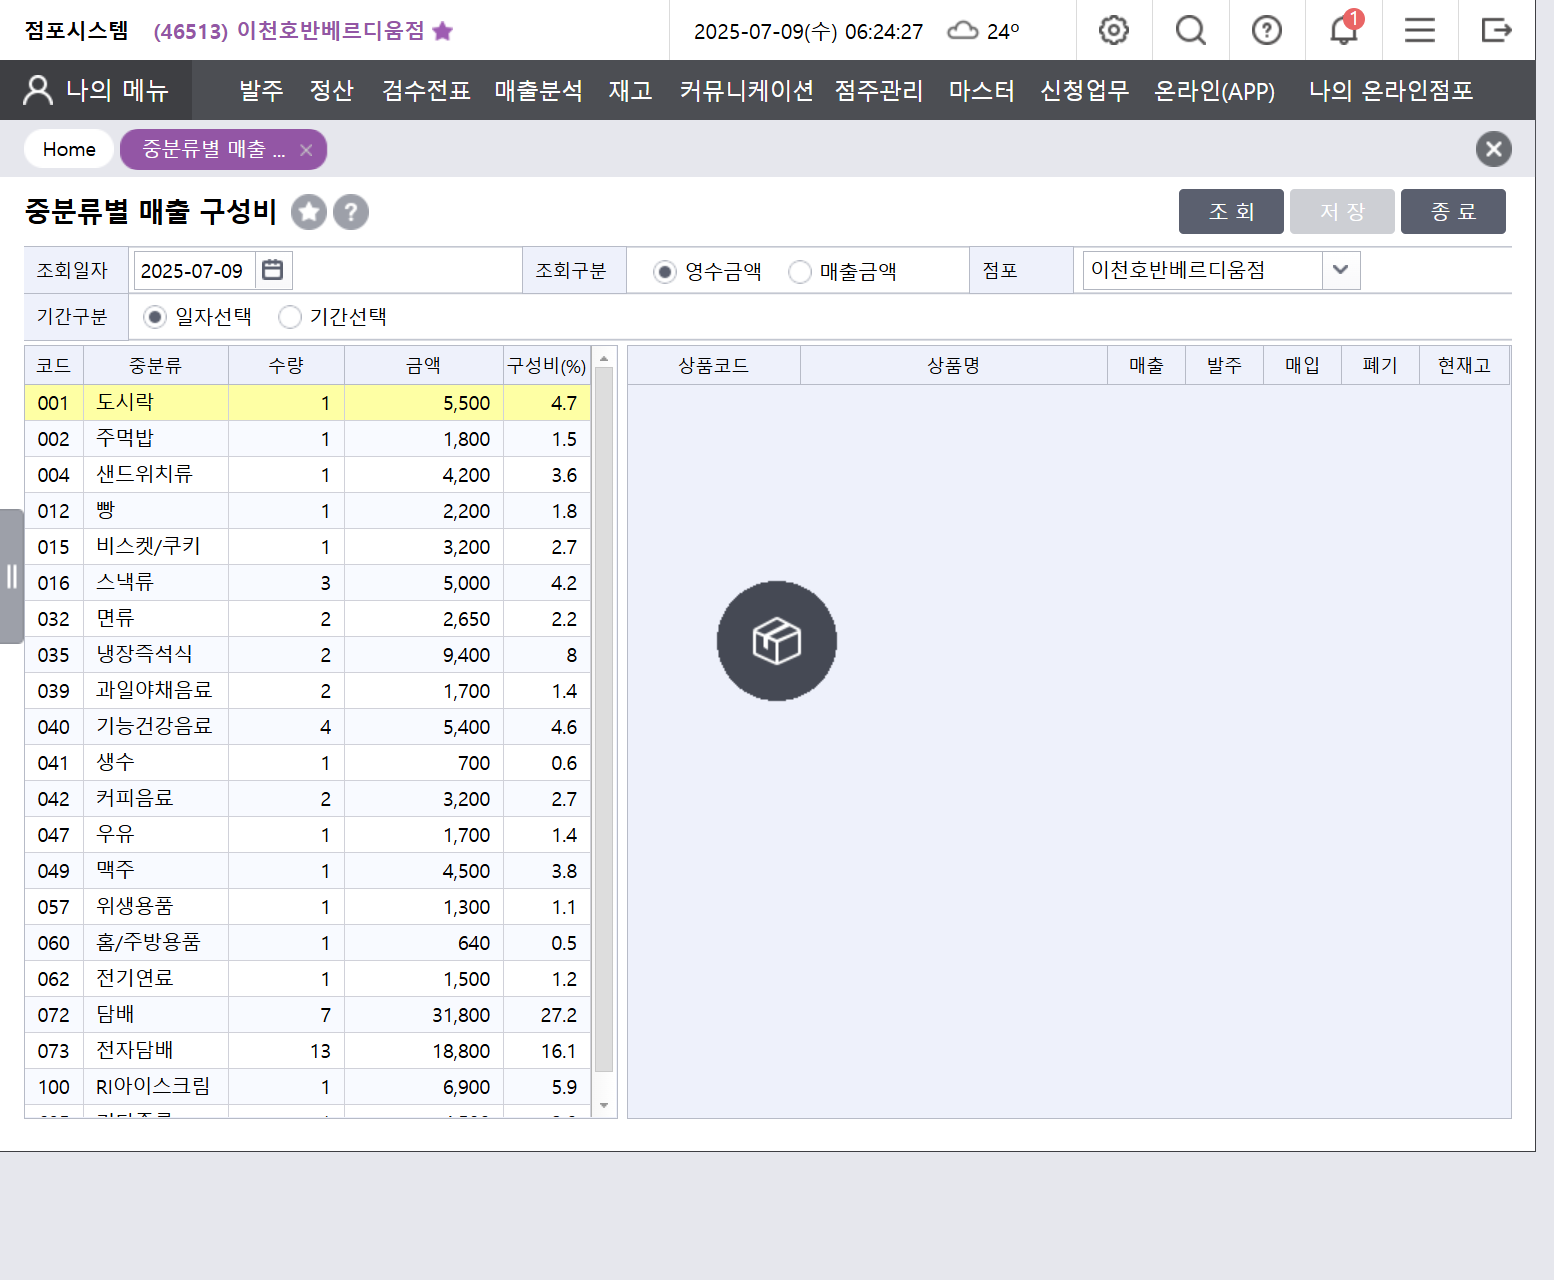 점포시스템 (46513) 이천호반베르디움점 2025-07-09(수) 06:24:27 24º 1
나의 메뉴 발주 정산 검수전표 매출분석 재고 커뮤니케이션 점주관리 마스터 신청업무 온라인(APP) 나의 온라인점포
Home 중분류별 매출 ...
중분류별 매출 구성비 ? 조 회 저 장 종 료
조회일자 2025-07-09 조회구분 영수금액 매출금액 점포 이천호반베르디움점
기간구분 일자선택 기간선택
코드 중분류 수량 금액 구성비(%) 상품코드 상품명 매출 발주 매입 폐기 현재고
001 도시락 1 5,500 4.7
002 주먹밥 1 1,800 1.5
004 샌드위치류 1 4,200 3.6
012 빵 1 2,200 1.8
015 비스켓/쿠키 1 3,200 2.7
016 스낵류 3 5,000 4.2
032 면류 2 2,650 2.2
035 냉장즉석식 2 9,400 8
039 과일야채음료 2 1,700 1.4
040 기능건강음료 4 5,400 4.6
041 생수 1 700 0.6
042 커피음료 2 3,200 2.7
047 우유 1 1,700 1.4
049 맥주 1 4,500 3.8
057 위생용품 1 1,300 1.1
060 홈/주방용품 1 640 0.5
062 전기연료 1 1,500 1.2
072 담배 7 31,800 27.2
073 전자담배 13 18,800 16.1
100 RI아이스크림 1 6,900 5.9